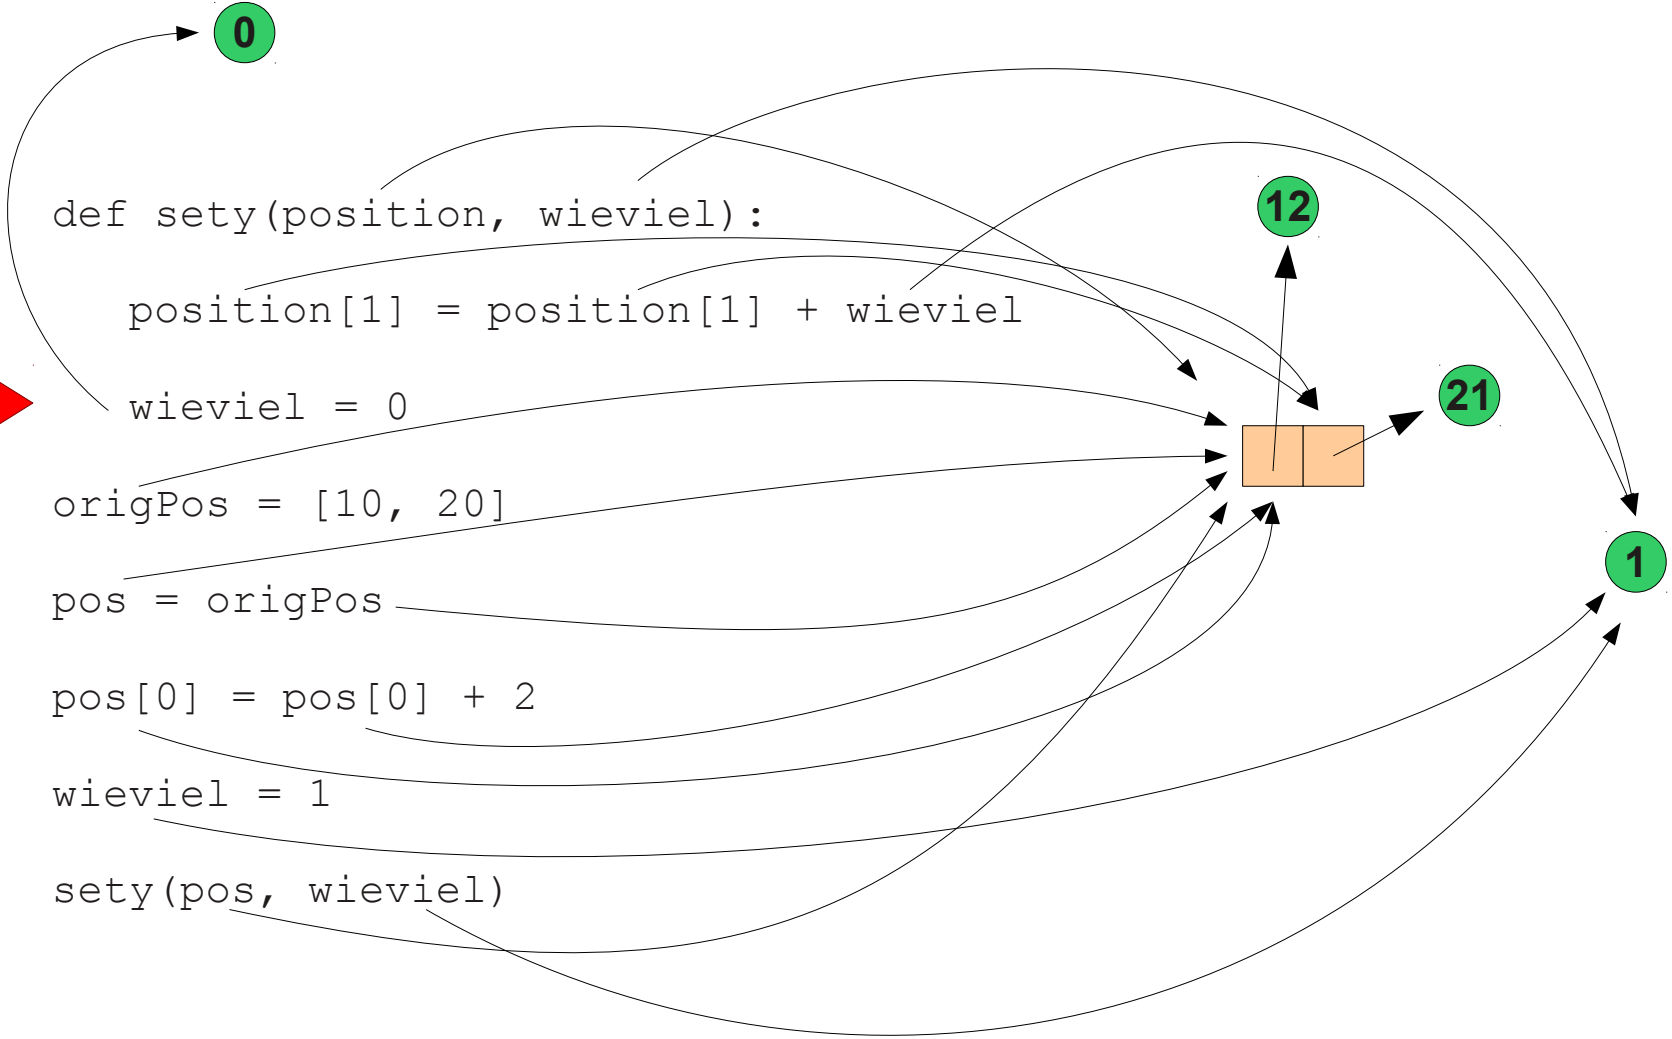 0
def sety(position, wieviel):
12
position[1] = position[1] + wieviel
wieviel = 0
21
origPos = [10, 20]
1
pos = origPos
pos[0] = pos[0] + 2
wieviel = 1
sety(pos, wieviel)